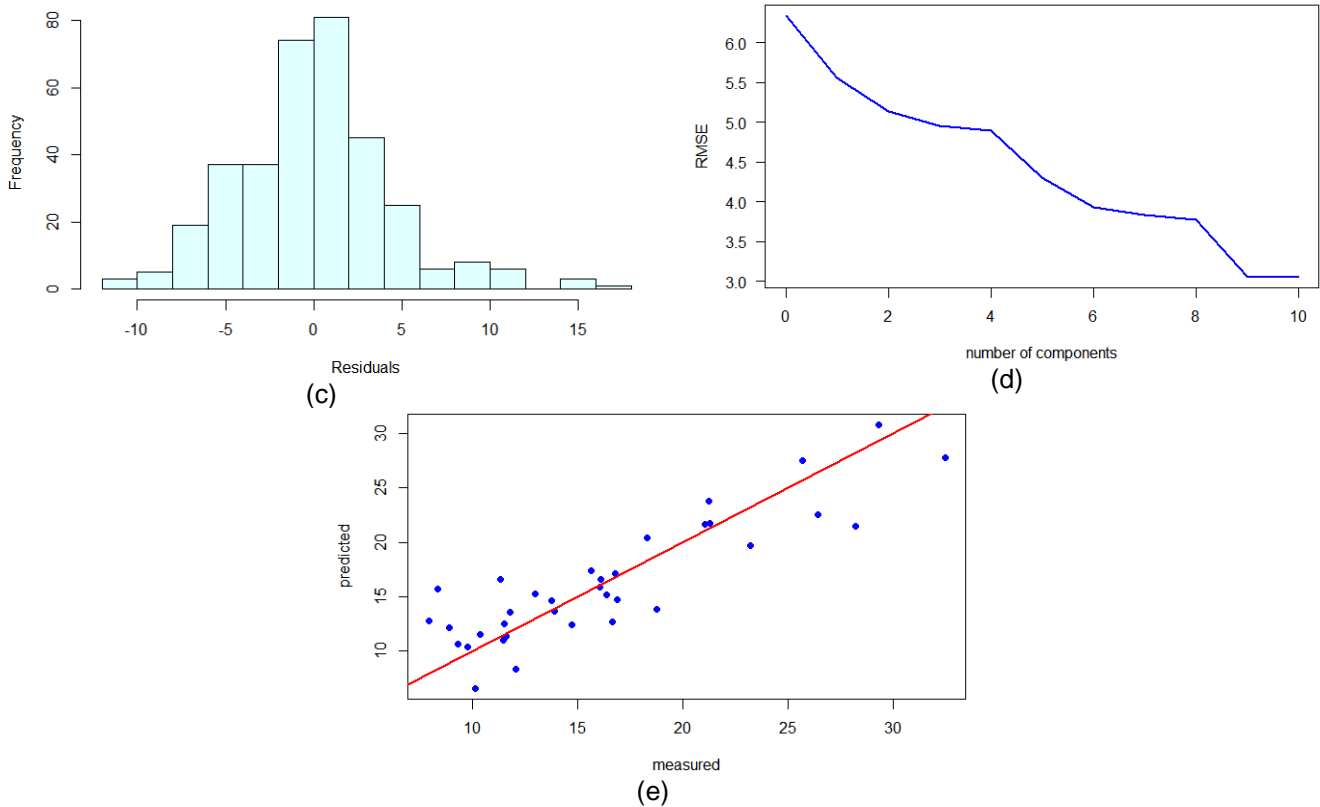 80
60
40
20
0
Frequency
-10 -5 0 5 10 15
Residuals
(c)
6.0
5.5
5.0
4.5
4.0
3.5
3.0
RMSE
0 2 4 6 8 10
number of components
(d)
30
25
20
15
10
predicted
10 15 20 25 30
measured
(e)